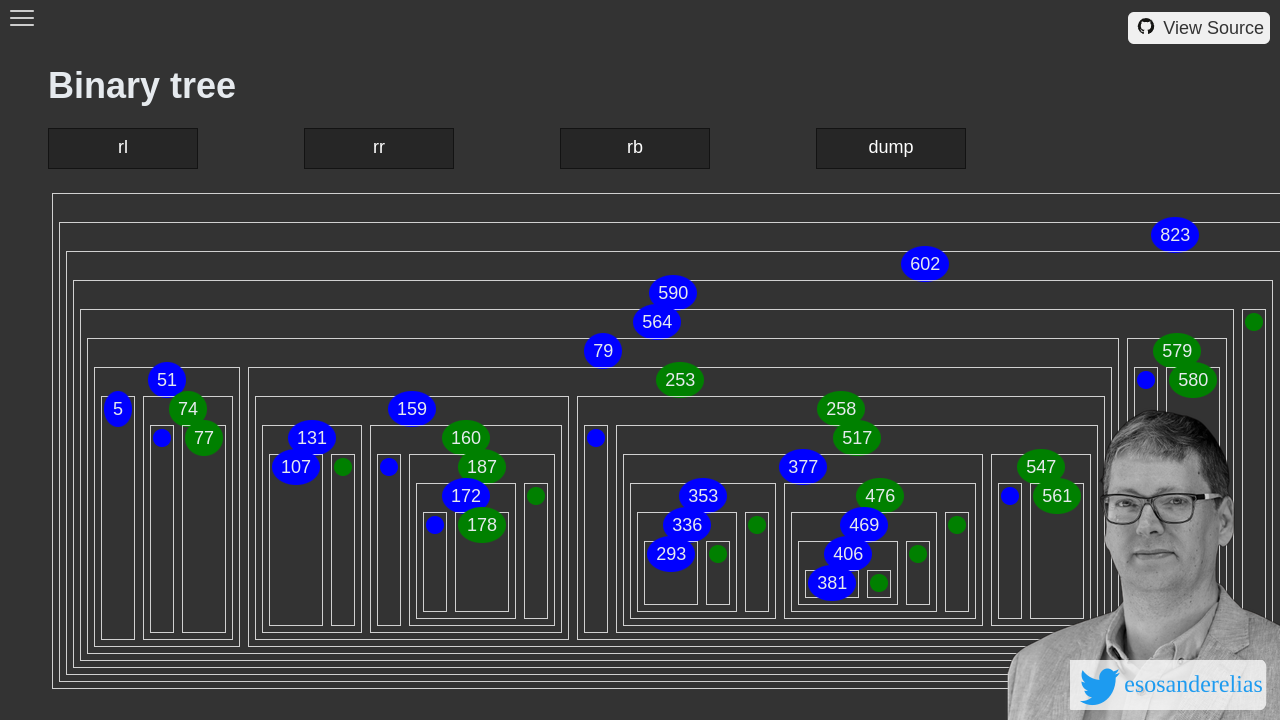 View Source
Binary tree
rl rr rb dump
823
602
590
564
79 579
51 253 580
5 74 159 258
77 131 160 517
107 187 377 547
172 353 476 561
178 336 469
293 406
381
esosanderelias